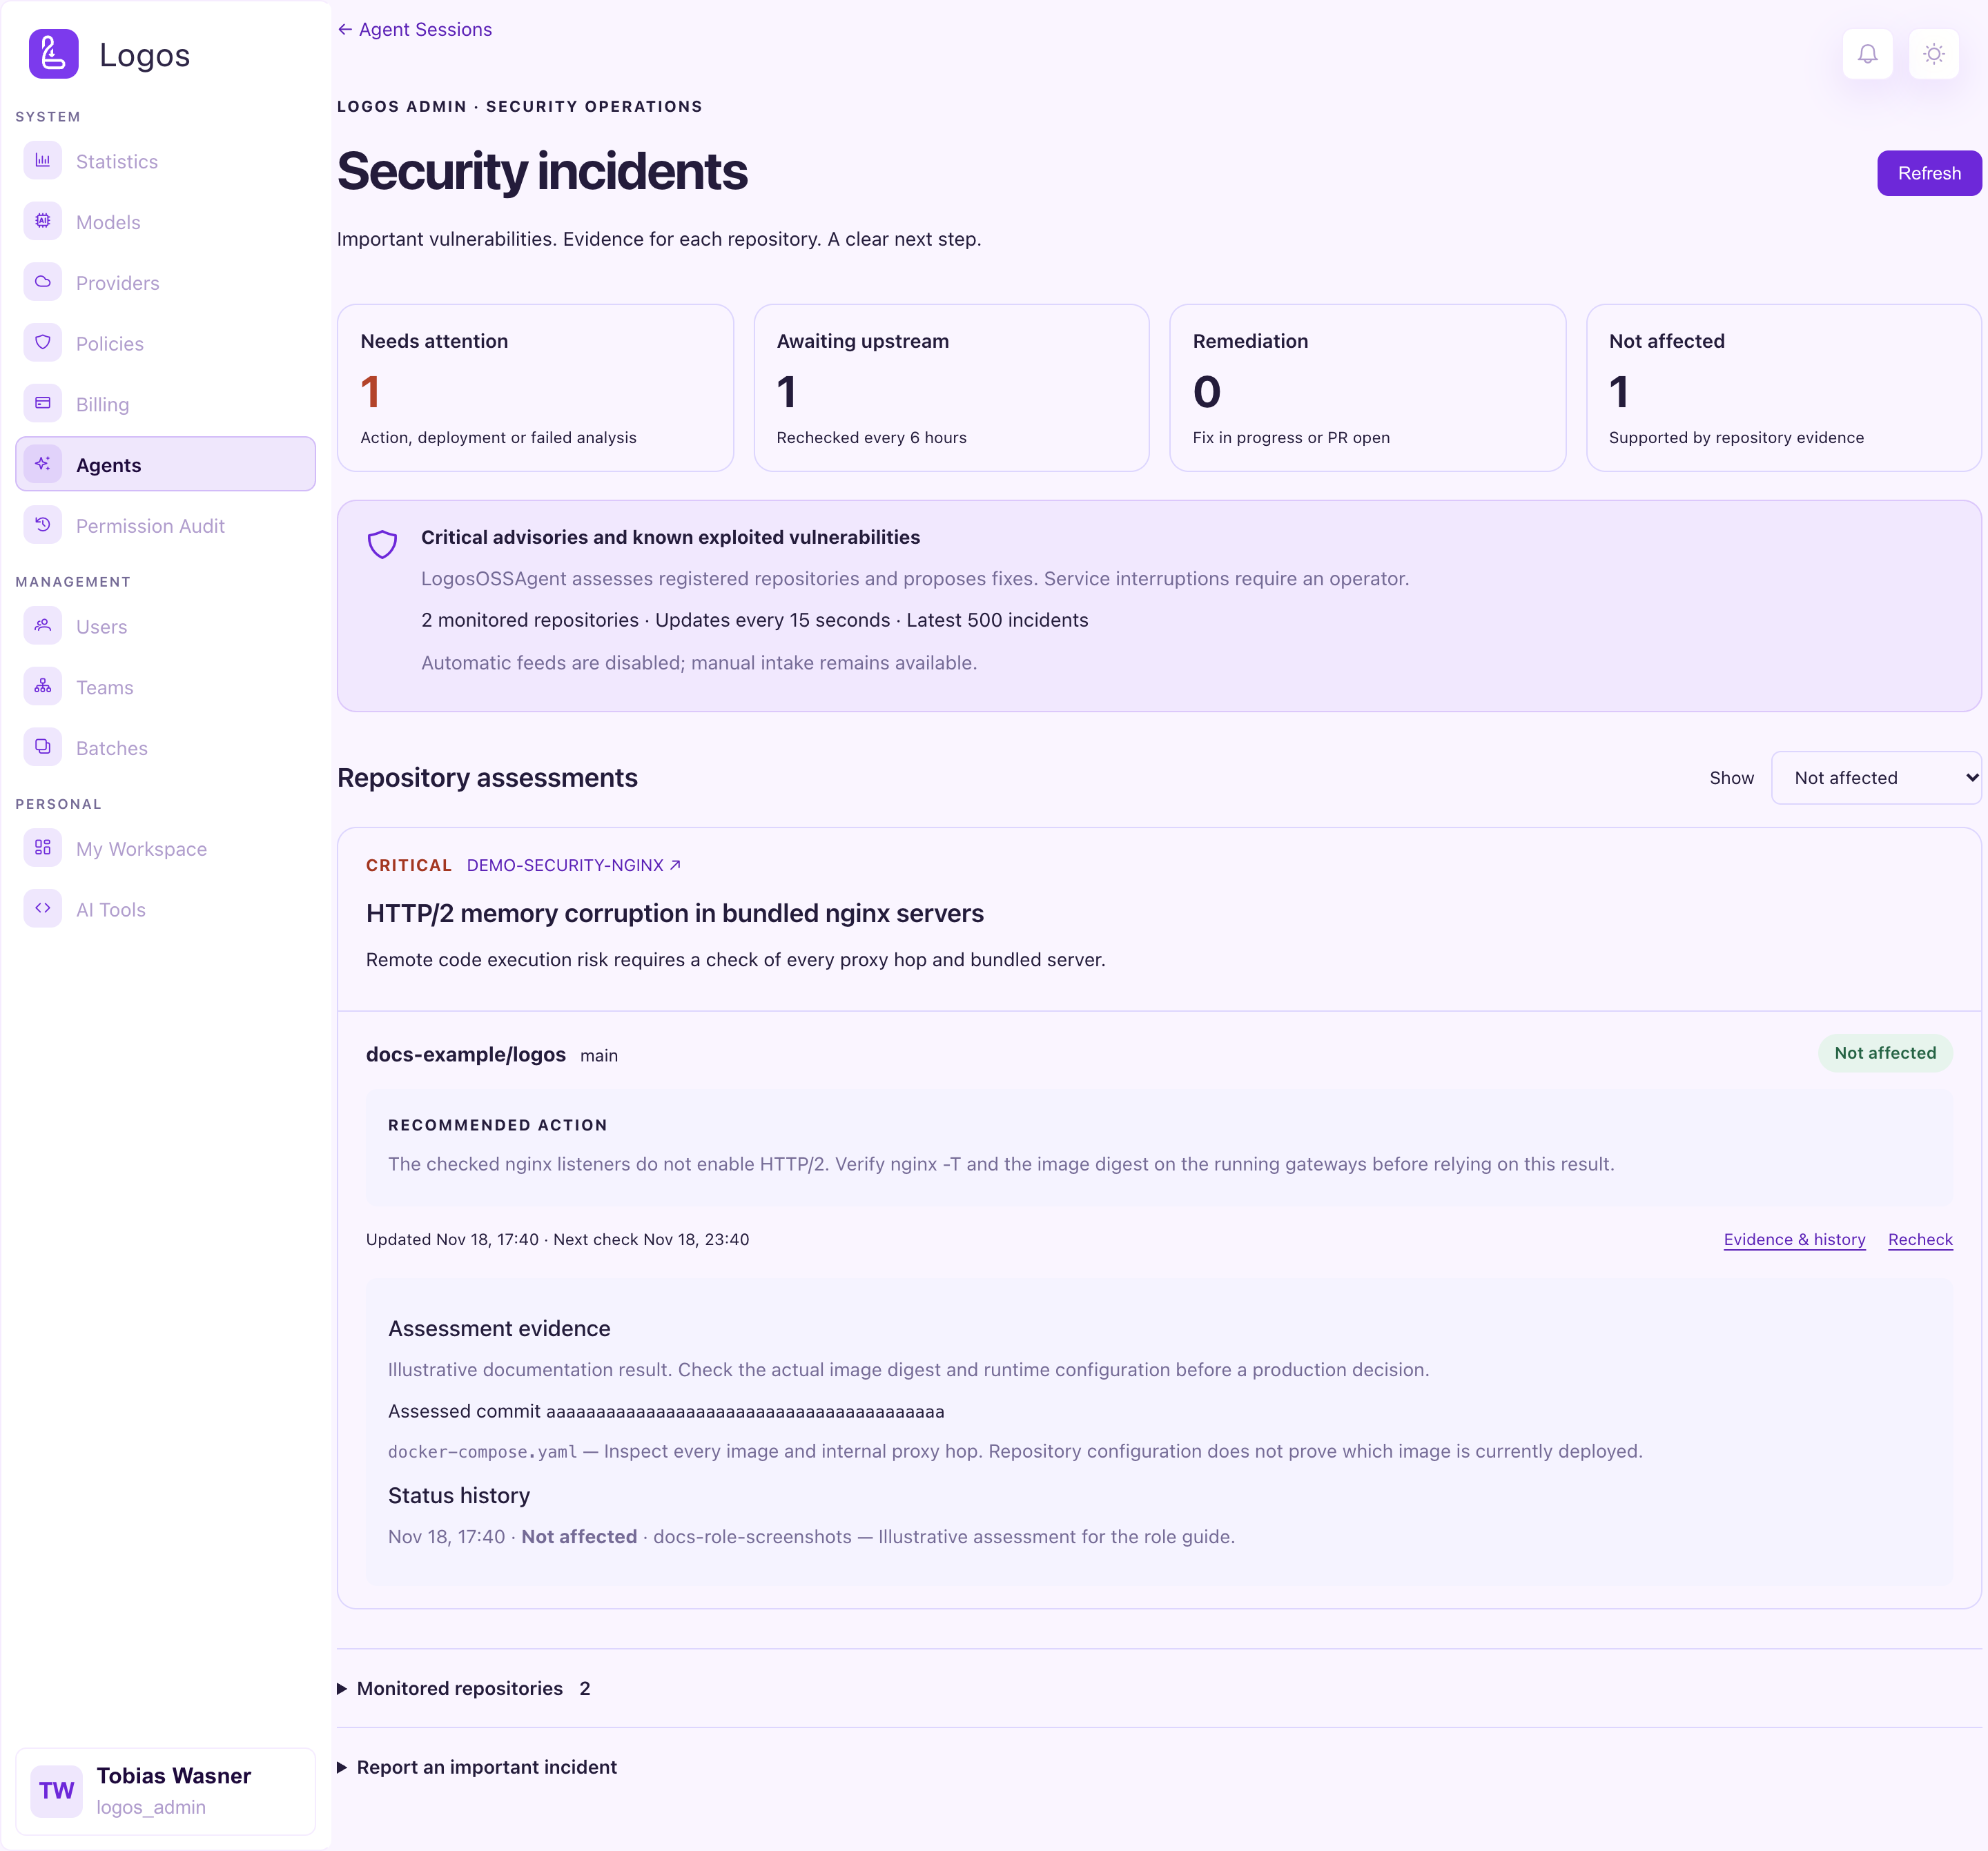 Logos
SYSTEM
Statistics
Models
Providers
Policies
Billing
Agents
Permission Audit
MANAGEMENT
Users
Teams
Batches
PERSONAL
My Workspace
AI Tools
TW
Tobias Wasner
logos_admin
← Agent Sessions
LOGOS ADMIN · SECURITY OPERATIONS
Security incidents
Refresh
Important vulnerabilities. Evidence for each repository. A clear next step.
Needs attention
1
Action, deployment or failed analysis
Awaiting upstream
1
Rechecked every 6 hours
Remediation
0
Fix in progress or PR open
Not affected
1
Supported by repository evidence
Critical advisories and known exploited vulnerabilities
LogosOSSAgent assesses registered repositories and proposes fixes. Service interruptions require an operator.
2 monitored repositories · Updates every 15 seconds · Latest 500 incidents
Automatic feeds are disabled; manual intake remains available.
Repository assessments
Show Not affected
CRITICAL DEMO-SECURITY-NGINX ↗
HTTP/2 memory corruption in bundled nginx servers
Remote code execution risk requires a check of every proxy hop and bundled server.
docs-example/logos main
Not affected
RECOMMENDED ACTION
The checked nginx listeners do not enable HTTP/2. Verify nginx -T and the image digest on the running gateways before relying on this result.
Updated Nov 18, 17:40 · Next check Nov 18, 23:40
Evidence & history Recheck
Assessment evidence
Illustrative documentation result. Check the actual image digest and runtime configuration before a production decision.
Assessed commit aaaaaaaaaaaaaaaaaaaaaaaaaaaaaaaaaaaaaaaa
docker-compose.yaml — Inspect every image and internal proxy hop. Repository configuration does not prove which image is currently deployed.
Status history
Nov 18, 17:40 · Not affected · docs-role-screenshots — Illustrative assessment for the role guide.
Monitored repositories 2
Report an important incident